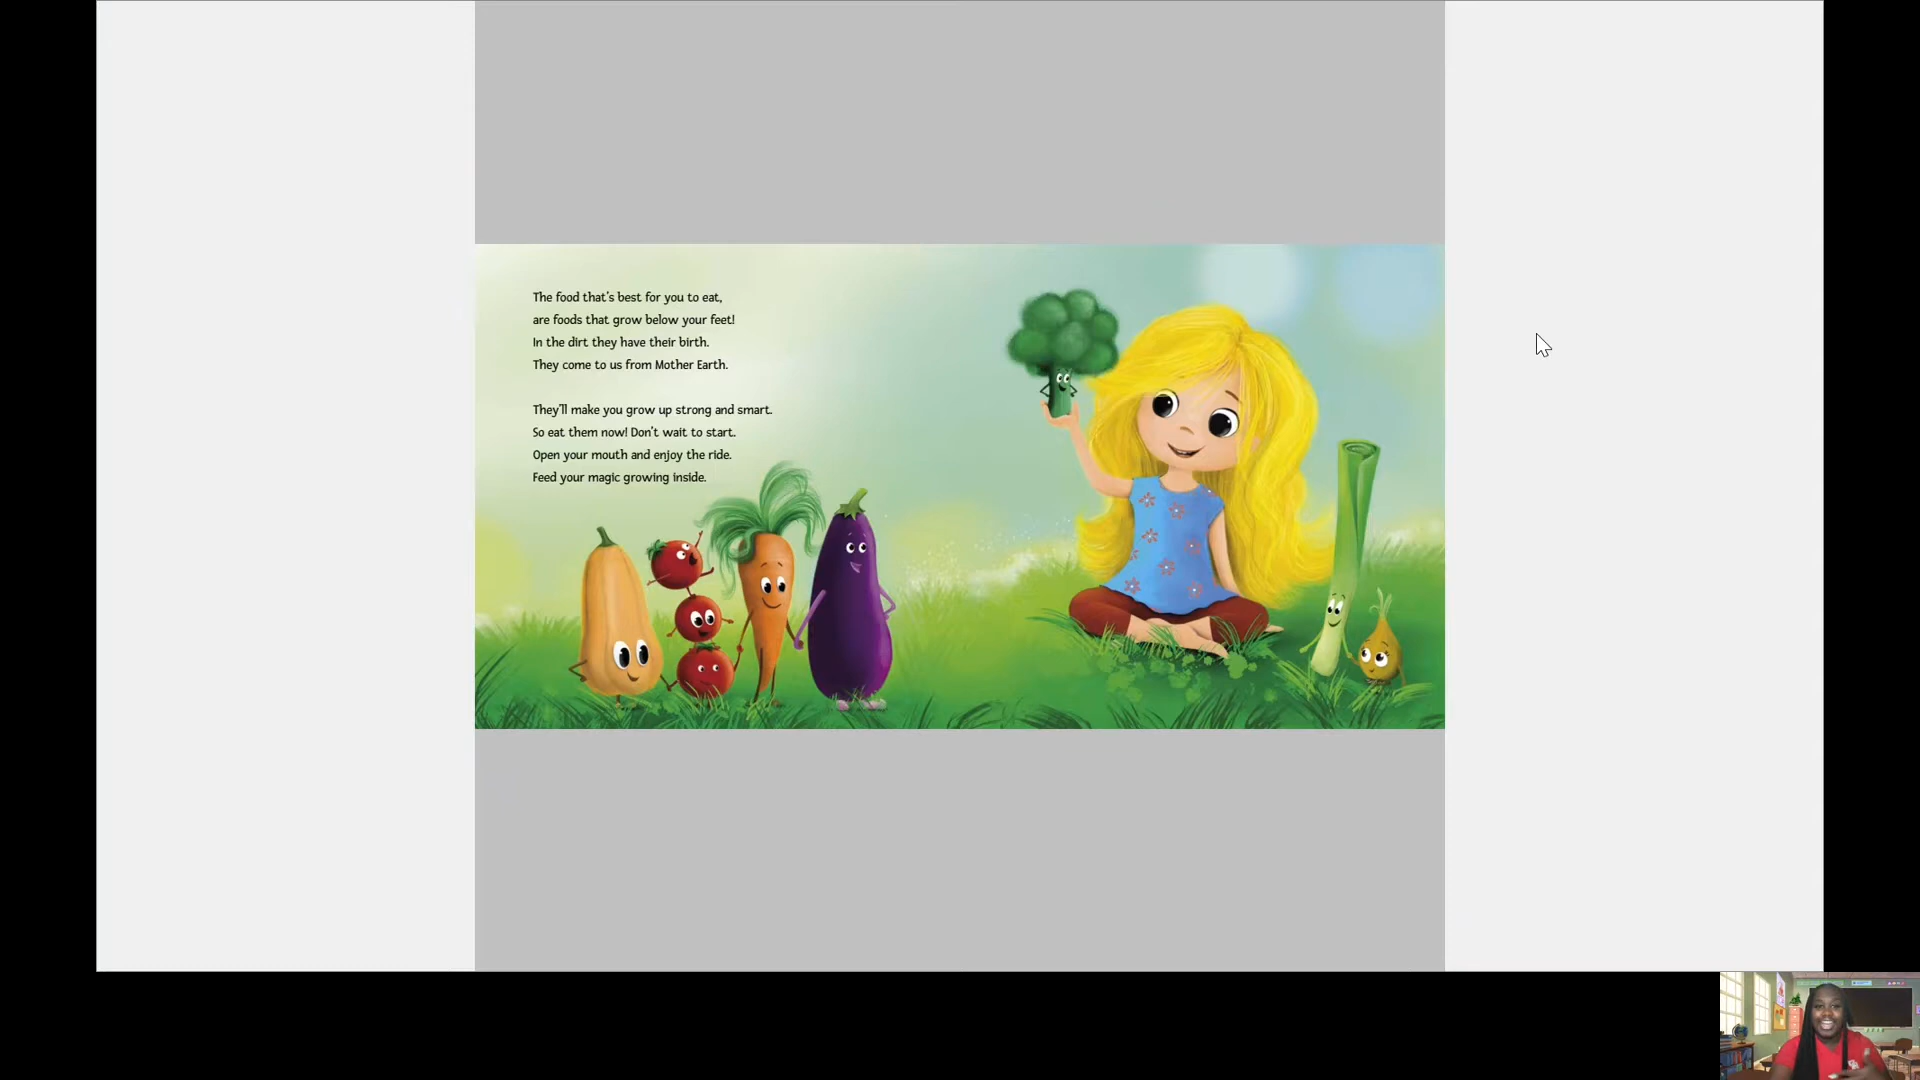 The food that's best for you to eat,
are foods that grow below your feet!
In the dirt they have their birth.
They come to us from Mother Earth.
They'll make you grow up strong and smart.
So eat them now! Don't wait to start.
Open your mouth and enjoy the ride.
Feed your magic growing inside.